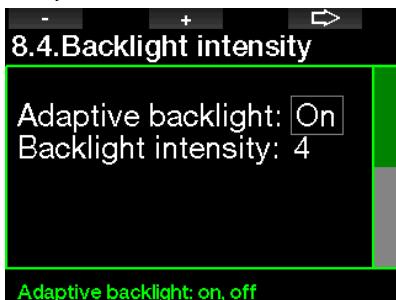 - +
8.4.Backlight intensity
Adaptive backlight: On
Backlight intensity: 4
Adaptive backlight: on, off